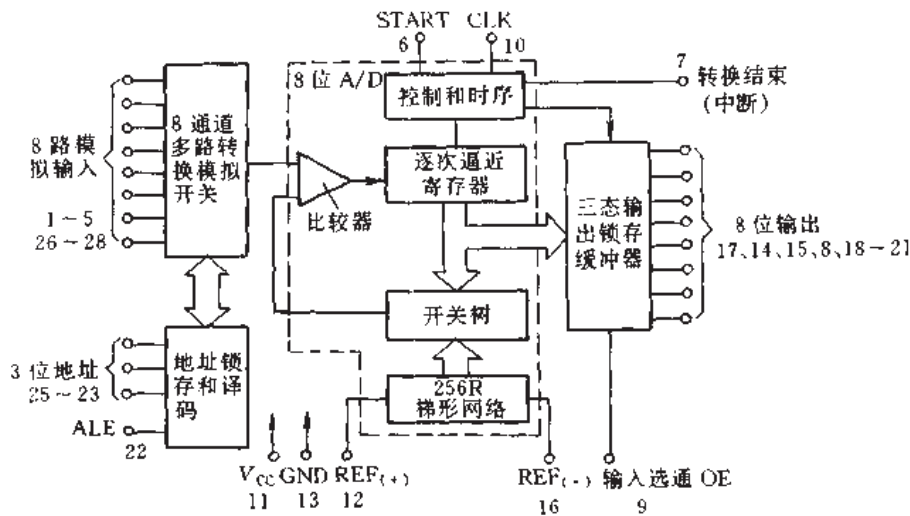 START CLK
6 10
8 位 A/D
控制和时序
7
转换结束
(中断)
8 路模
拟输入
1～5
26～28
8 通道
多路转
换模拟
开关
比较器
逐次逼近
寄存器
三态输
出锁存
缓冲器
8 位输出
17、14、15、8、18～21
开关树
256R
梯形网络
3 位地址
25～23
ALE
22
地址锁
存和译
码
VCC GND REF(+)
11 13 12
REF(-) 输入选通 OE
16 9